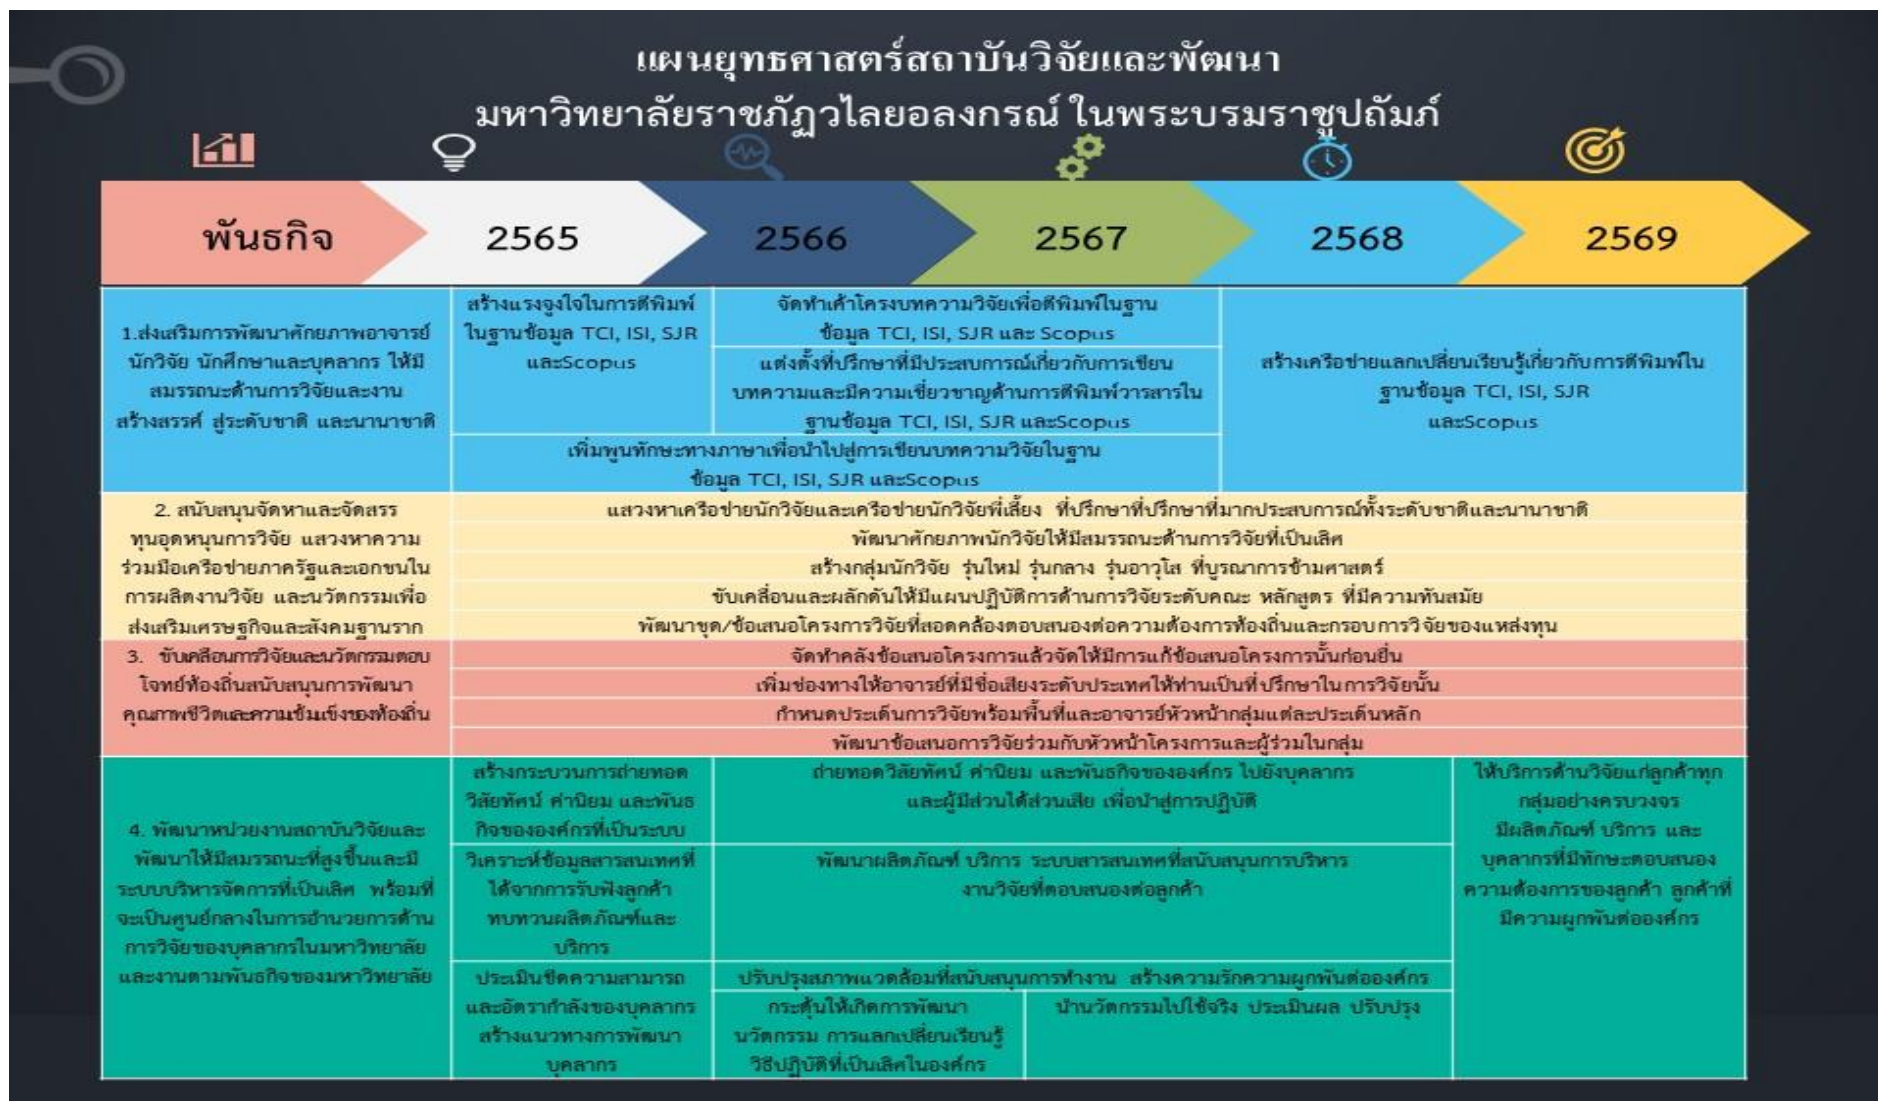 แผนยุทธศาสตร์สถาบันวิจัยและพัฒนา
มหาวิทยาลัยราชภัฏวไลยอลงกรณ์ ในพระบรมราชูปถัมภ์
พันธกิจ
2565
2566
2567
2568
2569
1.ส่งเสริมการพัฒนาศักยภาพอาจารย์
นักวิจัย นักศึกษาและบุคลากร ให้มี
สมรรถนะด้านการวิจัยและงาน
สร้างสรรค์ สู่ระดับชาติ และนานาชาติ
สร้างแรงจูงใจในการตีพิมพ์
ในฐานข้อมูล TCI, ISI, SJR
และScopus
จัดทำเค้าโครงบทความวิจัยเพื่อตีพิมพ์ในฐาน
ข้อมูล TCI, ISI, SJR และ Scopus
แต่งตั้งที่ปรึกษาที่มีประสบการณ์เกี่ยวกับการเขียน
บทความและมีความเชี่ยวชาญด้านการตีพิมพ์วารสารใน
ฐานข้อมูล TCI, ISI, SJR และScopus
สร้างเครือข่ายแลกเปลี่ยนเรียนรู้เกี่ยวกับการตีพิมพ์ใน
ฐานข้อมูล TCI, ISI, SJR
และScopus
เพิ่มพูนทักษะทางภาษาเพื่อนำไปสู่การเขียนบทความวิจัยในฐาน
ข้อมูล TCI, ISI, SJR และScopus
2. สนับสนุนจัดหาและจัดสรร
ทุนอุดหนุนการวิจัย แสวงหาความ
ร่วมมือเครือข่ายภาครัฐและเอกชนใน
การผลิตงานวิจัย และนวัตกรรมเพื่อ
ส่งเสริมเศรษฐกิจและสังคมฐานราก
แสวงหาเครือข่ายนักวิจัยและเครือข่ายนักวิจัยพี่เลี้ยง ที่ปรึกษาที่ปรึกษาที่มากประสบการณ์ทั้งระดับชาติและนานาชาติ
พัฒนาศักยภาพนักวิจัยให้มีสมรรถนะด้านการวิจัยที่เป็นเลิศ
สร้างกลุ่มนักวิจัย รุ่นใหม่ รุ่นกลาง รุ่นอาวุโส ที่บูรณาการข้ามศาสตร์
ขับเคลื่อนและผลักดันให้มีแผนปฏิบัติการด้านการวิจัยระดับคณะ หลักสูตร ที่มีความทันสมัย
พัฒนาชุด/ข้อเสนอโครงการวิจัยที่สอดคล้องตอบสนองต่อความต้องการท้องถิ่นและกรอบการวิจัยของแหล่งทุน
3. ขับเคลือนการวิจัยและนวัตกรรมตอบ
โจทย์ท้องถิ่นสนับสนุนการพัฒนา
คุณภาพชีวิตและความเข้มแข็งของท้องถิ่น
จัดทำคลังข้อเสนอโครงการแล้วจัดให้มีการแก้ข้อเสนอโครงการนั้นก่อนยื่น
เพิ่มช่องทางให้อาจารย์ที่มีชื่อเสียงระดับประเทศให้ท่านเป็นที่ปรึกษาในการวิจัยนั้น
กำหนดประเด็นการวิจัยพร้อมพื้นที่และอาจารย์หัวหน้ากลุ่มแต่ละประเด็นหลัก
พัฒนาข้อเสนอการวิจัยร่วมกับหัวหน้าโครงการและผู้ร่วมในกลุ่ม
4. พัฒนาหน่วยงานสถาบันวิจัยและ
พัฒนาให้มีสมรรถนะที่สูงขึ้นและมี
ระบบบริหารจัดการที่เป็นเลิศ พร้อมที่
จะเป็นศูนย์กลางในการอำนวยการด้าน
การวิจัยของบุคลากรในมหาวิทยาลัย
และงานตามพันธกิจของมหาวิทยาลัย
สร้างกระบวนการถ่ายทอด
วิสัยทัศน์ ค่านิยม และพันธ
กิจขององค์กรที่เป็นระบบ
ถ่ายทอดวิสัยทัศน์ ค่านิยม และพันธกิจขององค์กร ไปยังบุคลากร
และผู้มีส่วนได้ส่วนเสีย เพื่อนำสู่การปฏิบัติ
ให้บริการด้านวิจัยแก่ลูกค้าทุก
กลุ่มอย่างครบวงจร
มีผลิตภัณฑ์ บริการ และ
บุคลากรที่มีทักษะตอบสนอง
ความต้องการของลูกค้า ลูกค้าที่
มีความผูกพันต่อองค์กร
วิเคราะห์ข้อมูลสารสนเทศที่
ได้จากการรับฟังลูกค้า
ทบทวนผลิตภัณฑ์และ
บริการ
พัฒนาผลิตภัณฑ์ บริการ ระบบสารสนเทศที่สนับสนุนการบริหาร
งานวิจัยที่ตอบสนองต่อลูกค้า
ประเมินขีดความสามารถ
และอัตรากำลังของบุคลากร
สร้างแนวทางการพัฒนา
บุคลากร
ปรับปรุงสภาพแวดล้อมที่สนับสนุนการทำงาน สร้างความรักความผูกพันต่อองค์กร
กระตุ้นให้เกิดการพัฒนา
นวัตกรรม การแลกเปลี่ยนเรียนรู้
วิธีปฏิบัติที่เป็นเลิศในองค์กร
นำนวัตกรรมไปใช้จริง ประเมินผล ปรับปรุง